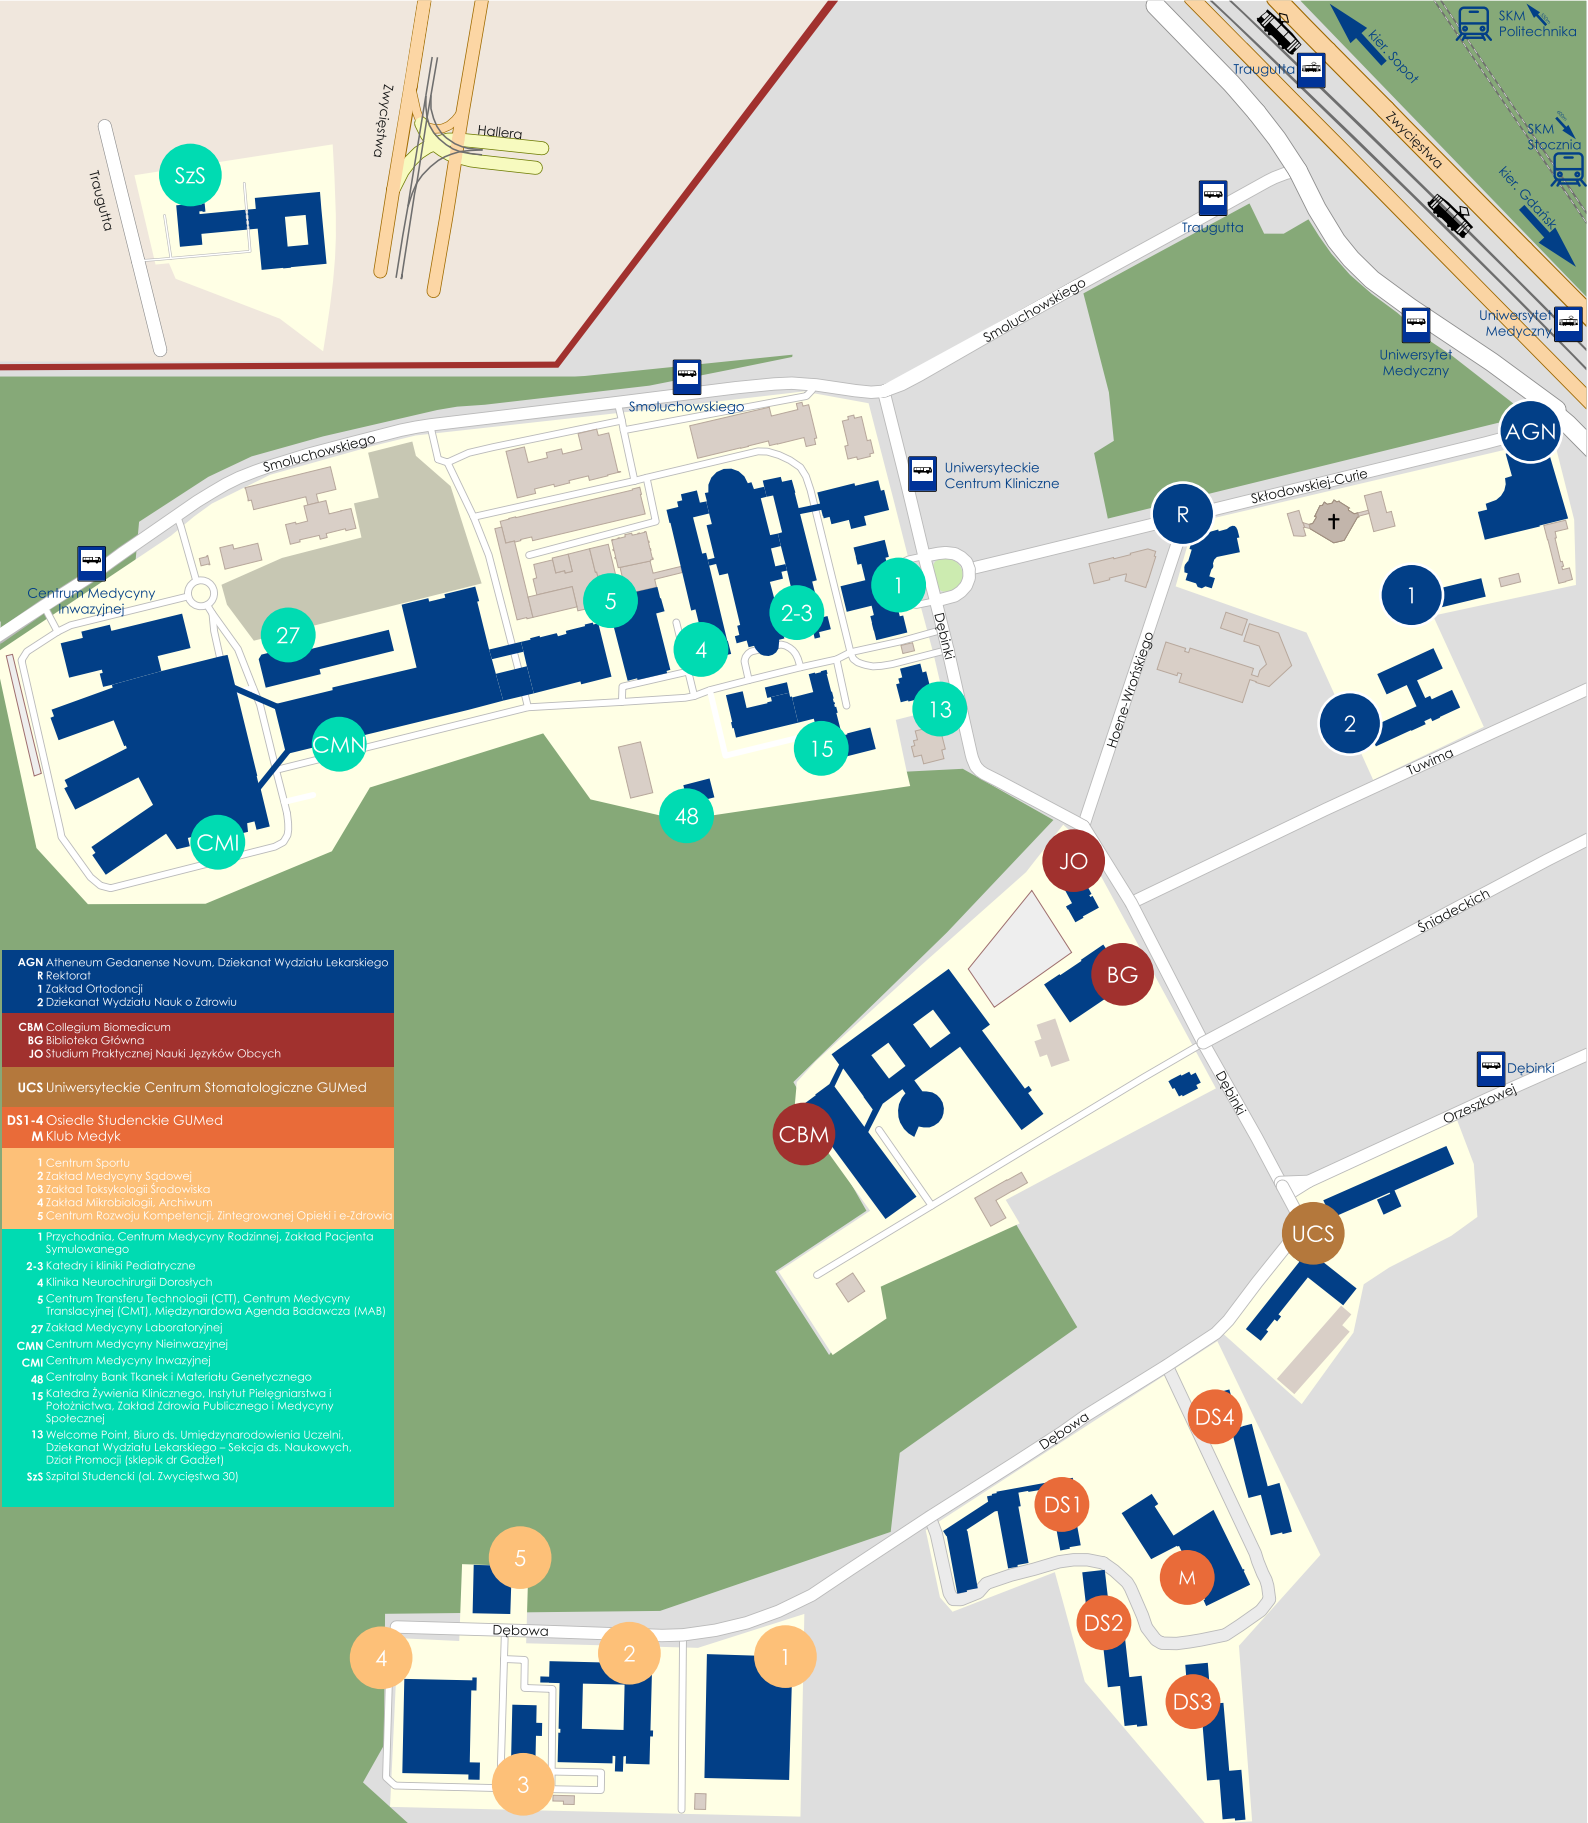 SKM
Politechnika
kier. Sopot
Traugutta
Zwycięstwa
Hallera
Zwycięstwa
SKM
Stocznia
SzS
Traugutta
kier. Gdańsk
Traugutta
Smoluchowskiego
Uniwersytet
Medyczny
Uniwersytet
Medyczny
Smoluchowskiego
AGN
Smoluchowskiego
Uniwersyteckie
Centrum Kliniczne
Skłodowskiej-Curie
R
Centrum Medycyny
Inwazyjnej
1
5
2-3
1
27
4
Dębinki
Hoene-Wrońskiego
13
2
CMN
15
Tuwima
48
CMI
JO
Śniadeckich
BG
AGN Atheneum Gedanense Novum, Dziekanat Wydziału Lekarskiego
R Rektorat
1 Zakład Ortodoncji
2 Dziekanat Wydziału Nauk o Zdrowiu
CBM Collegium Biomedicum
BG Biblioteka Główna
JO Studium Praktycznej Nauki Języków Obcych
UCS Uniwersyteckie Centrum Stomatologiczne GUMed
DS1-4 Osiedle Studenckie GUMed
M Klub Medyk
1 Centrum Sportu
2 Zakład Medycyny Sądowej
3 Zakład Toksykologii Środowiska
4 Zakład Mikrobiologii, Archiwum
5 Centrum Rozwoju Kompetencji, Zintegrowanej Opieki i e-Zdrowia
1 Przychodnia, Centrum Medycyny Rodzinnej, Zakład Pacjenta
Symulowanego
2-3 Katedry i kliniki Pediatryczne
4 Klinika Neurochirurgii Dorosłych
5 Centrum Transferu Technologii (CTT), Centrum Medycyny
Translacyjnej (CMT), Międzynardowa Agenda Badawcza (MAB)
27 Zakład Medycyny Laboratoryjnej
CMN Centrum Medycyny Nieinwazyjnej
CMI Centrum Medycyny Inwazyjnej
48 Centralny Bank Tkanek i Materiału Genetycznego
15 Katedra Żywienia Klinicznego, Instytut Pielęgniarstwa i
Położnictwa, Zakład Zdrowia Publicznego i Medycyny
Społecznej
13 Welcome Point, Biuro ds. Umiędzynarodowienia Uczelni,
Dziekanat Wydziału Lekarskiego – Sekcja ds. Naukowych,
Dział Promocji (sklepik dr Gadżet)
SzS Szpital Studencki (al. Zwycięstwa 30)
Dębinki
Dębinki
Orzeszkowej
CBM
UCS
DS4
Dębowa
DS1
5
M
DS2
Dębowa
4
2
1
DS3
3